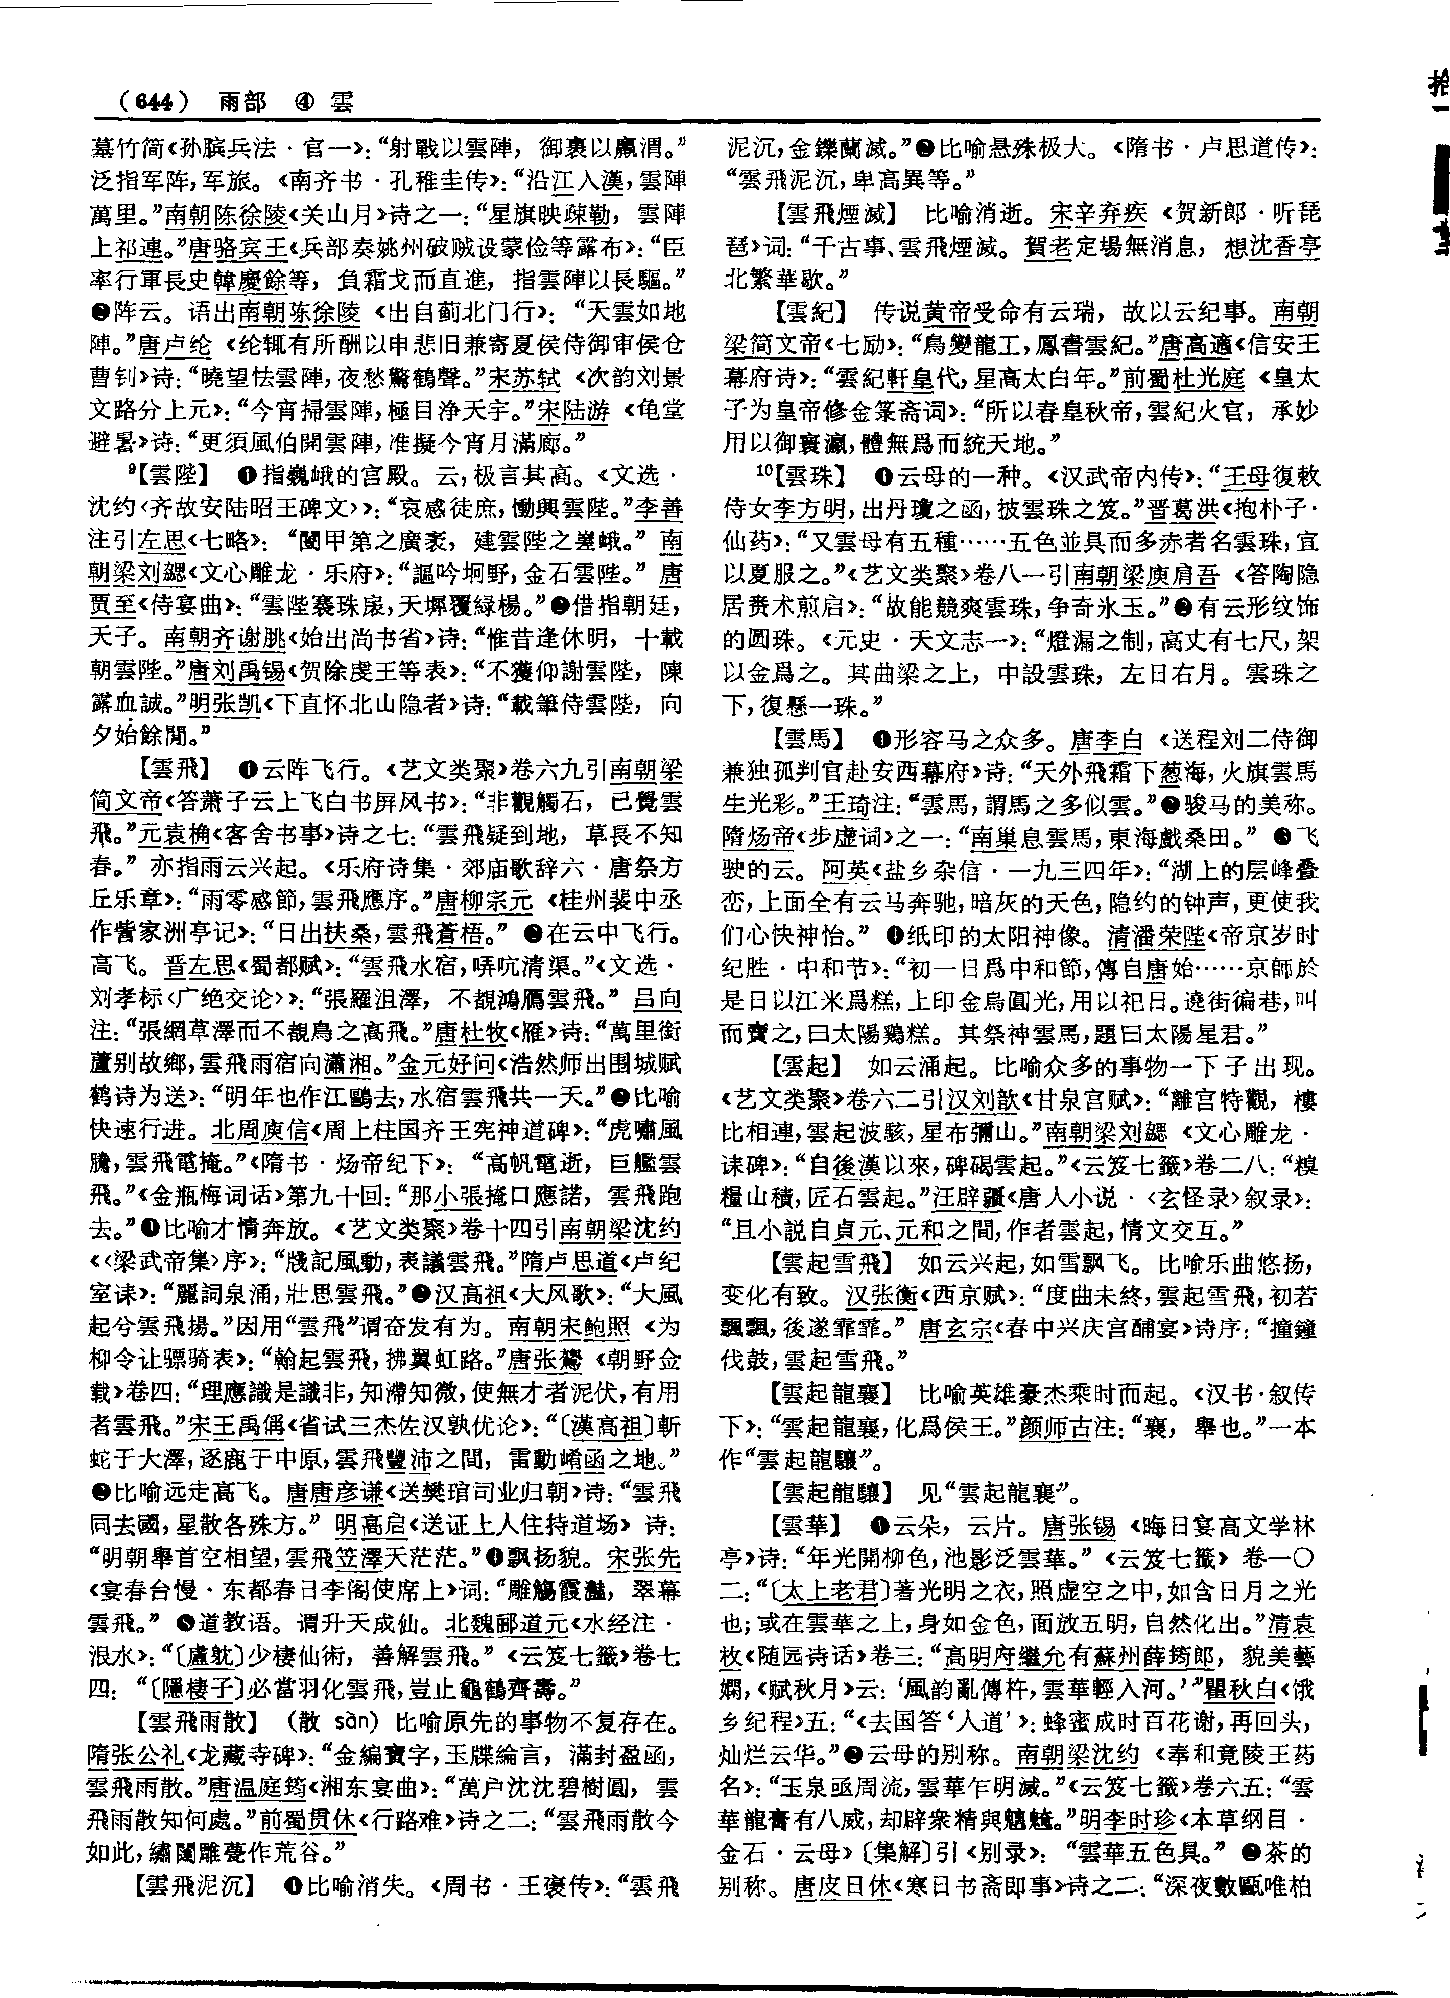 （644） 雨部 ④ 雲
墓竹简《孙膑兵法·官一》：“射戰以雲陣，御裹以羸渭。”
泛指军阵，军旅。《南齐书·孔稚圭传》：“沿江入漢，雲陣
萬里。”南朝陈徐陵《关山月》诗之一：“星旗映疎勒，雲陣
上祁連。”唐骆宾王《兵部奏姚州破贼设蒙俭等露布》：“臣
率行軍長史韓慶餘等，負霜戈而直進，指雲陣以長驅。”
❷阵云。语出南朝陈徐陵《出自蓟北门行》：“天雲如地
陣。”唐卢纶《纶辄有所酬以申悲旧兼寄夏侯侍御审侯仓
曹钊》诗：“曉望怯雲陣，夜愁驚鶴聲。”宋苏轼《次韵刘景
文路分上元》：“今宵掃雲陣，極目净天宇。”宋陆游《龟堂
避暑》诗：“更須風伯開雲陣，准擬今宵月滿廊。”
⁹【雲陛】 ❶指巍峨的宫殿。云，极言其高。《文选·
沈约〈齐故安陆昭王碑文〉》：“哀感徒庶，慟興雲陛。”李善
注引左思《七略》：“闥甲第之廣袤，建雲陛之嵳峨。”南
朝梁刘勰《文心雕龙·乐府》：“謳吟坰野，金石雲陛。”唐
贾至《侍宴曲》：“雲陛褰珠扆，天墀覆緑楊。”❷借指朝廷，
天子。南朝齐谢朓《始出尚书省》诗：“惟昔逢休明，十載
朝雲陛。”唐刘禹锡《贺除虔王等表》：“不獲仰謝雲陛，陳
露血誠。”明张凯《下直怀北山隐者》诗：“載筆侍雲陛，向
夕始餘閒。”
【雲飛】 ❶云阵飞行。《艺文类聚》卷六九引南朝梁
简文帝《答萧子云上飞白书屏风书》：“非觀觸石，已覺雲
飛。”元袁桷《客舍书事》诗之七：“雲飛疑到地，草長不知
春。”亦指雨云兴起。《乐府诗集·郊庙歌辞六·唐祭方
丘乐章》：“雨零感節，雲飛應序。”唐柳宗元《桂州裴中丞
作訾家洲亭记》：“日出扶桑，雲飛蒼梧。”❷在云中飞行。
高飞。晋左思《蜀都赋》：“雲飛水宿，哢吭清渠。”《文选·
刘孝标〈广绝交论〉》：“張羅沮澤，不覩鴻鴈雲飛。”吕向
注：“張網草澤而不覩鳥之高飛。”唐杜牧《雁》诗：“萬里銜
蘆别故鄉，雲飛雨宿向瀟湘。”金元好问《浩然师出围城赋
鹤诗为送》：“明年也作江鷗去，水宿雲飛共一天。”❸比喻
快速行进。北周庾信《周上柱国齐王宪神道碑》：“虎嘯風
騰，雲飛電掩。”《隋书·炀帝纪下》：“高帆電逝，巨艦雲
飛。”《金瓶梅词话》第九十回：“那小張掩口應諾，雲飛跑
去。”❹比喻才情奔放。《艺文类聚》卷十四引南朝梁沈约
《〈梁武帝集〉序》：“牋記風動，表議雲飛。”隋卢思道《卢纪
室诔》：“麗詞泉涌，壯思雲飛。”❺汉高祖《大风歌》：“大風
起兮雲飛揚。”因用“雲飛”谓奋发有为。南朝宋鲍照《为
柳令让骠骑表》：“翰起雲飛，拂翼虹路。”唐张鷟《朝野佥
载》卷四：“理應識是識非，知滯知微，使無才者泥伏，有用
者雲飛。”宋王禹偁《省试三杰佐汉孰优论》：“〔漢高祖〕斬
蛇于大澤，逐鹿于中原，雲飛豐沛之間，雷動崤函之地。”
❻比喻远走高飞。唐唐彦谦《送樊琯司业归朝》诗：“雲飛
同去國，星散各殊方。”明高启《送证上人住持道场》诗：
“明朝舉首空相望，雲飛笠澤天茫茫。”❼飘扬貌。宋张先
《宴春台慢·东都春日李阁使席上》词：“雕觴霞灧，翠幕
雲飛。”❽道教语。谓升天成仙。北魏郦道元《水经注·
浪水》：“〔盧躭〕少棲仙術，善解雲飛。”《云笈七籤》卷七
四：“〔隱棲子〕必當羽化雲飛，豈止龜鶴齊壽。”
【雲飛雨散】 （散 sàn）比喻原先的事物不复存在。
隋张公礼《龙藏寺碑》：“金編寶字，玉牒綸言，滿封盈函，
雲飛雨散。”唐温庭筠《湘东宴曲》：“萬户沈沈碧樹圓，雲
飛雨散知何處。”前蜀贯休《行路难》诗之二：“雲飛雨散今
如此，繡闥雕甍作荒谷。”
【雲飛泥沉】 ❶比喻消失。《周书·王褒传》：“雲飛
泥沉，金鑠蘭滅。”❷比喻悬殊极大。《隋书·卢思道传》：
“雲飛泥沉，卑高異等。”
【雲飛煙滅】 比喻消逝。宋辛弃疾《贺新郎·听琵
琶》词：“千古事、雲飛煙滅。賀老定場無消息，想沈香亭
北繁華歇。”
【雲紀】 传说黄帝受命有云瑞，故以云纪事。南朝
梁简文帝《七励》：“鳥變龍工，鳳書雲紀。”唐高適《信安王
幕府诗》：“雲紀軒皇代，星高太白年。”前蜀杜光庭《皇太
子为皇帝修金箓斋词》：“所以春皇秋帝，雲紀火官，承妙
用以御寰瀛，體無爲而統天地。”
¹⁰【雲珠】 ❶云母的一种。《汉武帝内传》：“王母復敕
侍女李方明，出丹瓊之函，披雲珠之笈。”晋葛洪《抱朴子·
仙药》：“又雲母有五種……五色並具而多赤者名雲珠，宜
以夏服之。”《艺文类聚》卷八一引南朝梁庾肩吾《答陶隐
居赉术煎启》：“故能競爽雲珠，争奇氷玉。”❷有云形纹饰
的圆珠。《元史·天文志一》：“燈漏之制，高丈有七尺，架
以金爲之。其曲梁之上，中設雲珠，左日右月。雲珠之
下，復懸一珠。”
【雲馬】 ❶形容马之众多。唐李白《送程刘二侍御
兼独孤判官赴安西幕府》诗：“天外飛霜下葱海，火旗雲馬
生光彩。”王琦注：“雲馬，謂馬之多似雲。”❷骏马的美称。
隋炀帝《步虚词》之一：“南巢息雲馬，東海戲桑田。”❸飞
驶的云。阿英《盐乡杂信·一九三四年》：“湖上的层峰叠
峦，上面全有云马奔驰，暗灰的天色，隐约的钟声，更使我
们心快神怡。”❹纸印的太阳神像。清潘荣陛《帝京岁时
纪胜·中和节》：“初一日爲中和節，傳自唐始……京師於
是日以江米爲糕，上印金烏圓光，用以祀日。遶街徧巷，叫
而賣之，曰太陽鷄糕。其祭神雲馬，題曰太陽星君。”
【雲起】 如云涌起。比喻众多的事物一下子出现。
《艺文类聚》卷六二引汉刘歆《甘泉宫赋》：“離宫特觀，樓
比相連，雲起波駭，星布彌山。”南朝梁刘勰《文心雕龙·
诔碑》：“自後漢以來，碑碣雲起。”《云笈七籤》卷二八：“糗
糧山積，匠石雲起。”汪辟疆《唐人小说·〈玄怪录〉叙录》：
“且小説自貞元、元和之間，作者雲起，情文交互。”
【雲起雪飛】 如云兴起，如雪飘飞。比喻乐曲悠扬，
变化有致。汉张衡《西京赋》：“度曲未終，雲起雪飛，初若
飄飄，後遂霏霏。”唐玄宗《春中兴庆宫酺宴》诗序：“撞鐘
伐鼓，雲起雪飛。”
【雲起龍襄】 比喻英雄豪杰乘时而起。《汉书·叙传
下》：“雲起龍襄，化爲侯王。”颜师古注：“襄，舉也。”一本
作“雲起龍驤”。
【雲起龍驤】 见“雲起龍襄”。
【雲華】 ❶云朵，云片。唐张锡《晦日宴高文学林
亭》诗：“年光開柳色，池影泛雲華。”《云笈七籤》卷一〇
二：“〔太上老君〕著光明之衣，照虚空之中，如含日月之光
也；或在雲華之上，身如金色，面放五明，自然化出。”清袁
枚《随园诗话》卷三：“高明府繼允有蘇州薛筠郎，貌美藝
嫻，《赋秋月》云：‘風韵亂傳杵，雲華輕入河。’”瞿秋白《饿
乡纪程》五：“《去国答‘人道’》：蜂蜜成时百花谢，再回头，
灿烂云华。”❷云母的别称。南朝梁沈约《奉和竟陵王药
名》：“玉泉亟周流，雲華乍明滅。”《云笈七籤》卷六五：“雲
華龍膏有八威，却辟衆精與魑魅。”明李时珍《本草纲目·
金石·云母》〔集解〕引《别录》：“雲華五色具。”❸茶的
别称。唐皮日休《寒日书斋即事》诗之二：“深夜數甌唯柏